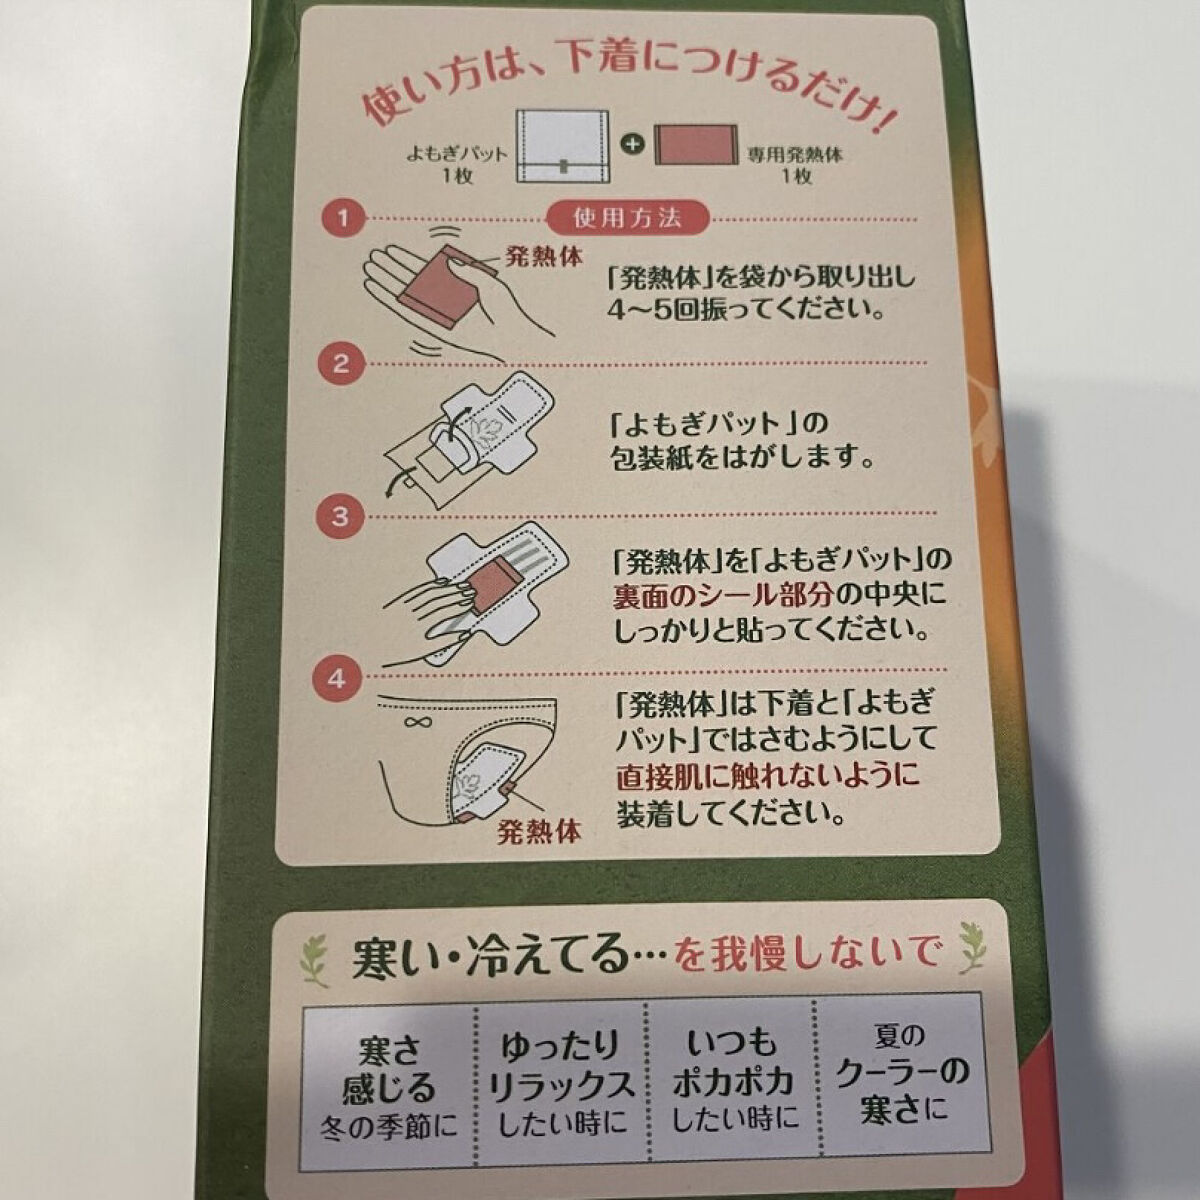 使い方は、下着につけるだけ!
よもぎパット
1枚
+
専用発熱体
1枚
1
使用方法
発熱体
「発熱体」を袋から取り出し
4〜5回振ってください。
2
「よもぎパット」の
包装紙をはがします。
3
「発熱体」を「よもぎパット」の
裏面のシール部分の中央に
しっかりと貼ってください。
4
発熱体
「発熱体」は下着と「よもぎ
パット」ではさむようにして
直接肌に触れないように
装着してください。
寒い・冷えてる…を我慢しないで
寒さ
感じる
冬の季節に
ゆったり
リラックス
したい時に
いつも
ポカポカ
したい時に
夏の
クーラーの
寒さに